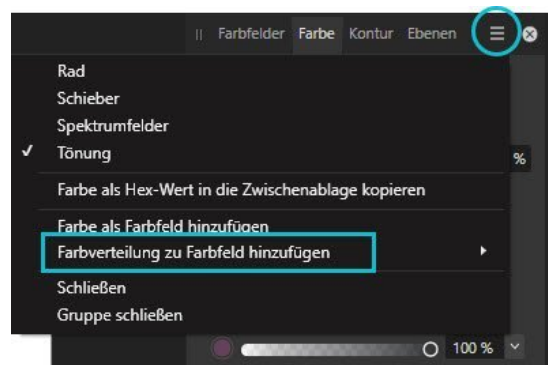 Farbfelder Farbe Kontur Ebenen
Rad
Schieber
Spektrumfelder
Tönung
%
Farbe als Hex-Wert in die Zwischenablage kopieren
Farbe als Farbfeld hinzufügen
Farbverteilung zu Farbfeld hinzufügen
Schließen
Gruppe schließen
100 %